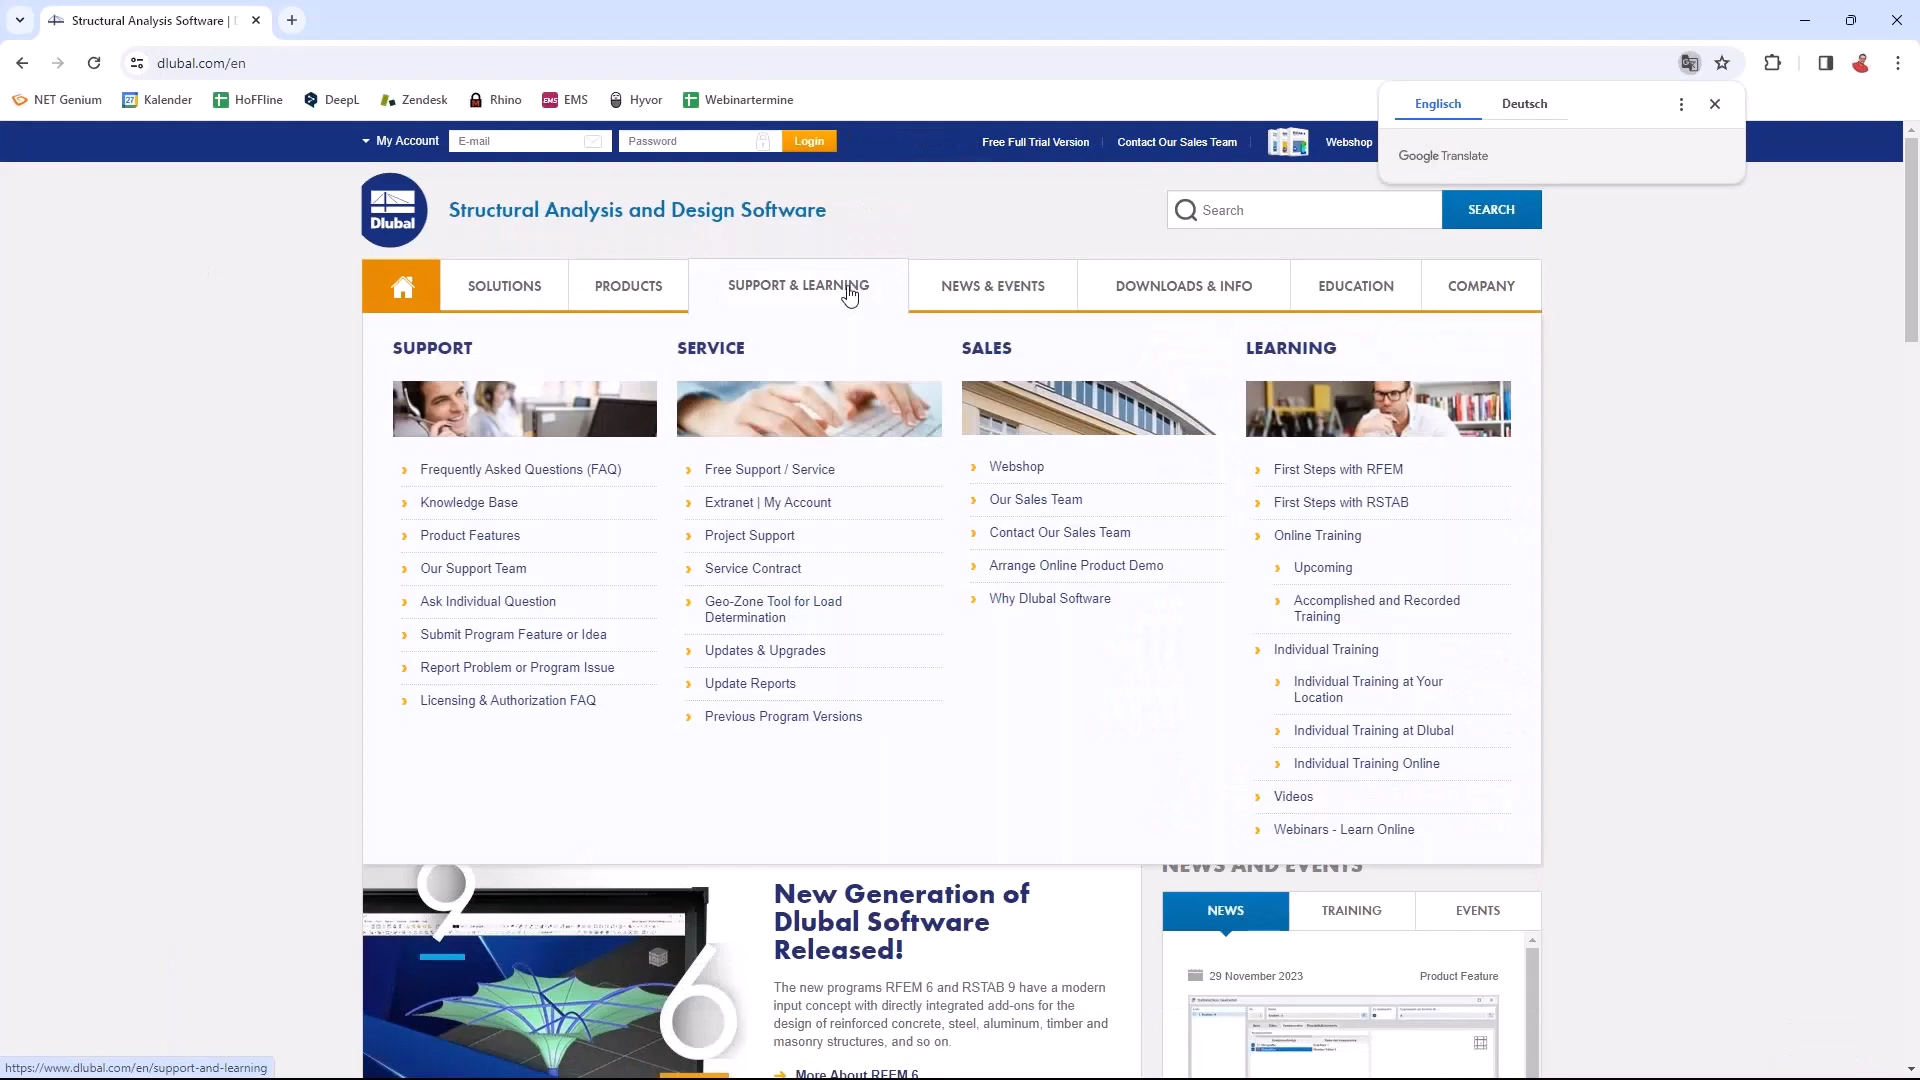 Structural Analysis Software |
dlubal.com/en
NET Genium
Kalender
HoFFline
DeepL
Zendesk
Rhino
EMS
Hyvor
Webinartermine
Englisch
Deutsch
Google Translate
My Account
E-mail
Password
Login
Free Full Trial Version
Contact Our Sales Team
Webshop
Dlubal
Structural Analysis and Design Software
Search
SEARCH
SOLUTIONS
PRODUCTS
SUPPORT & LEARNING
NEWS & EVENTS
DOWNLOADS & INFO
EDUCATION
COMPANY
SUPPORT
Frequently Asked Questions (FAQ)
Knowledge Base
Product Features
Our Support Team
Ask Individual Question
Submit Program Feature or Idea
Report Problem or Program Issue
Licensing & Authorization FAQ
SERVICE
Free Support / Service
Extranet | My Account
Project Support
Service Contract
Geo-Zone Tool for Load
Determination
Updates & Upgrades
Update Reports
Previous Program Versions
SALES
Webshop
Our Sales Team
Contact Our Sales Team
Arrange Online Product Demo
Why Dlubal Software
LEARNING
First Steps with RFEM
First Steps with RSTAB
Online Training
Upcoming
Accomplished and Recorded
Training
Individual Training
Individual Training at Your
Location
Individual Training at Dlubal
Individual Training Online
Videos
Webinars - Learn Online
9
6
New Generation of
Dlubal Software
Released!
The new programs RFEM 6 and RSTAB 9 have a modern
input concept with directly integrated add-ons for the
design of reinforced concrete, steel, aluminum, timber and
masonry structures, and so on.
More About RFEM 6
NEWS AND EVENTS
NEWS
TRAINING
EVENTS
29 November 2023
Product Feature
https://www.dlubal.com/en/support-and-learning